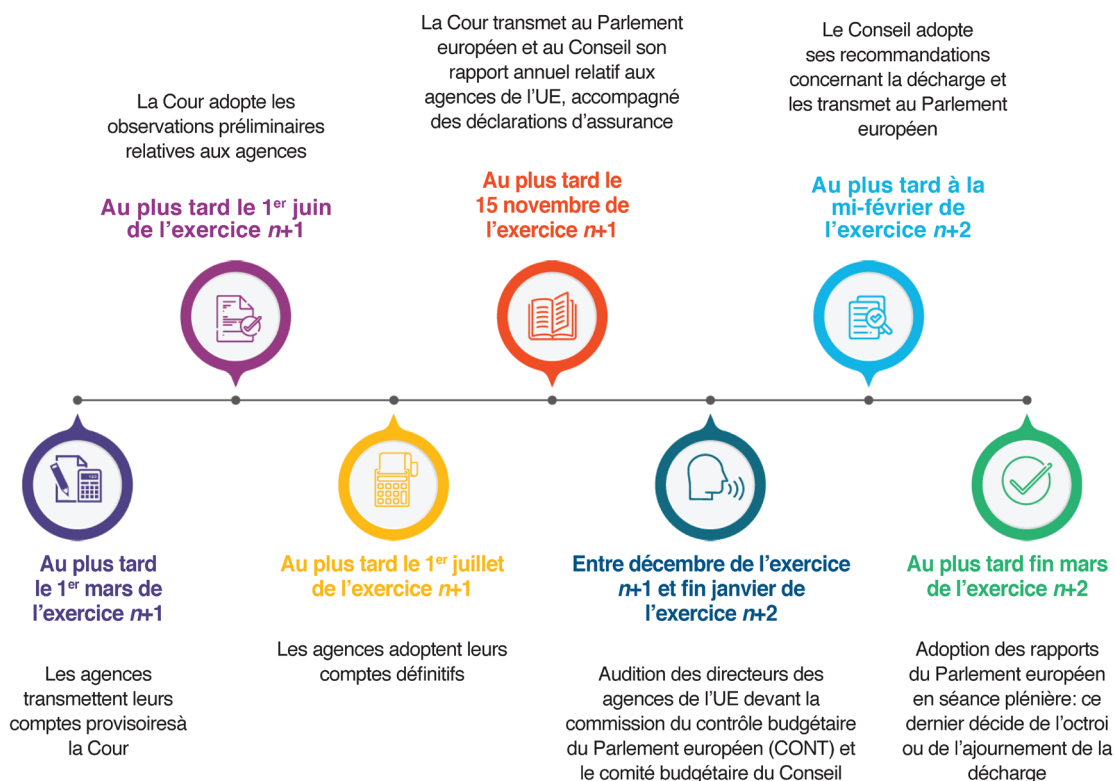 La Cour adopte les
observations préliminaires
relatives aux agences
Au plus tard le 1er juin
de l’exercice n+1
La Cour transmet au Parlement
européen et au Conseil son
rapport annuel relatif aux
agences de l’UE, accompagné
des déclarations d’assurance
Au plus tard le
15 novembre de
l’exercice n+1
Le Conseil adopte
ses recommandations
concernant la décharge et
les transmet au Parlement
européen
Au plus tard à la
mi-février de
l’exercice n+2
Au plus tard
le 1er mars de
l’exercice n+1
Les agences
transmettent leurs
comptes provisoiresà
la Cour
Au plus tard le 1er juillet
de l’exercice n+1
Les agences adoptent leurs
comptes définitifs
Entre décembre de l’exercice
n+1 et fin janvier de
l’exercice n+2
Audition des directeurs des
agences de l’UE devant la
commission du contrôle budgétaire
du Parlement européen (CONT) et
le comité budgétaire du Conseil
Au plus tard fin mars
de l’exercice n+2
Adoption des rapports
du Parlement européen
en séance plénière: ce
dernier décide de l’octroi
ou de l’ajournement de la
décharge